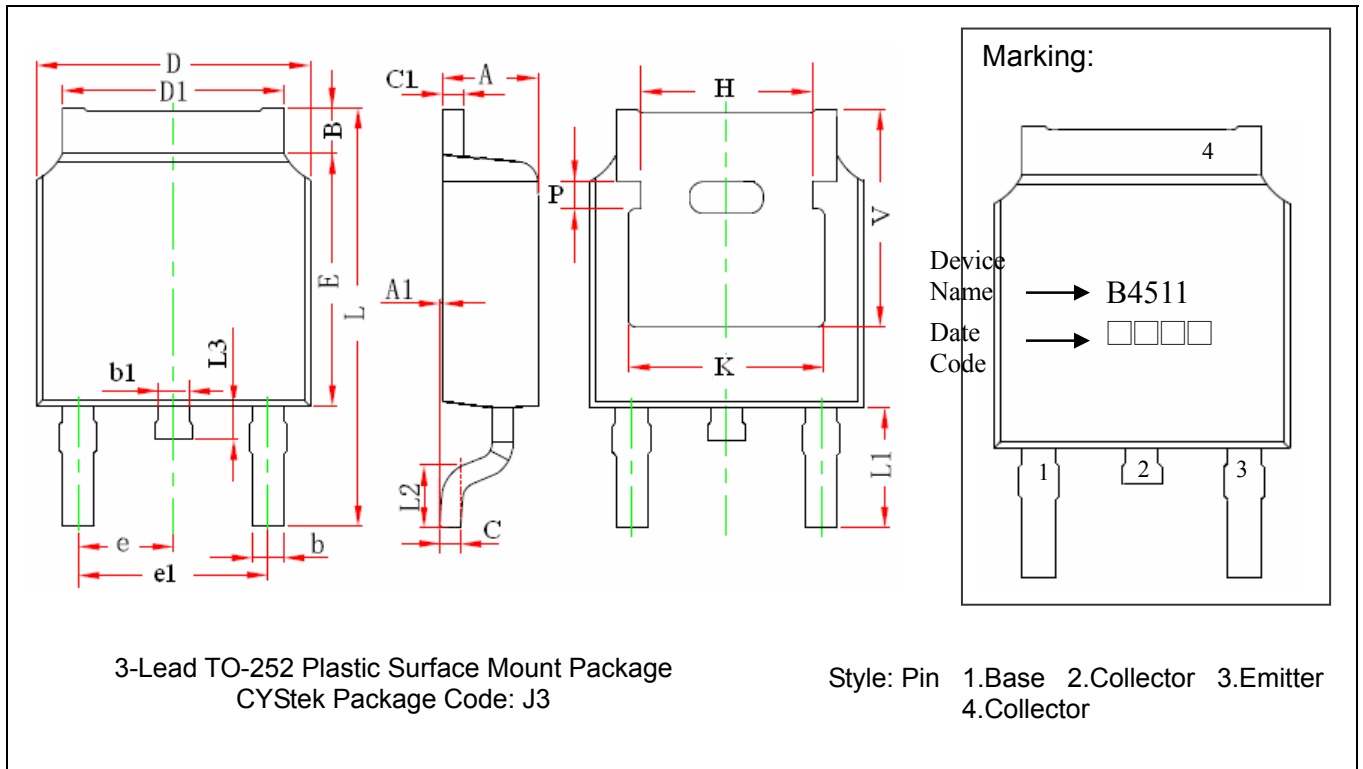 D
D1
B
E
L
L3
b1
e
e1
b
C1
A
A1
L2
C
H
P
V
K
L1
Marking:
4
Device
Name
B4511
Date
Code
□□□□
1
2
3
3-Lead TO-252 Plastic Surface Mount Package
CYStek Package Code: J3
Style: Pin 1.Base 2.Collector 3.Emitter
4.Collector